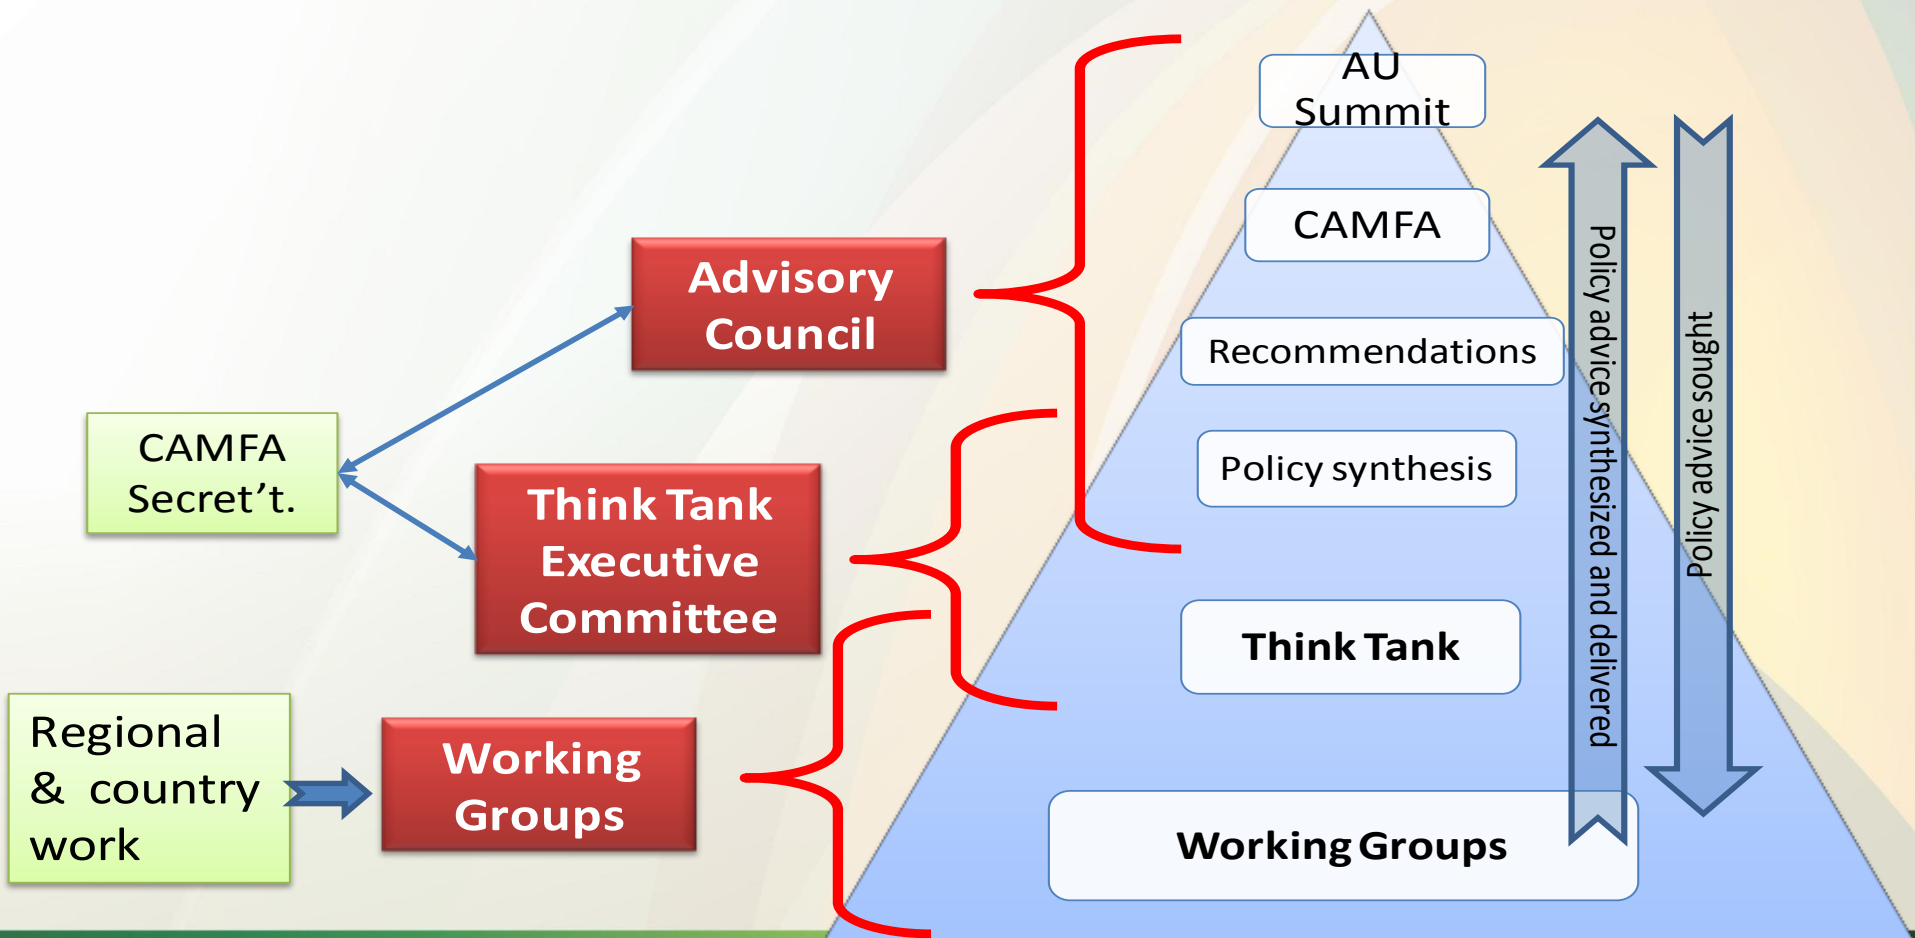 AU
Summit
CAMFA
Advisory
Council
Recommendations
CAMFA
Secret’t.
Policy synthesis
Think Tank
Executive
Committee
Think Tank
Regional
& country
work
Working
Groups
Working Groups
Policy advice synthesized and delivered
Policy advice sought